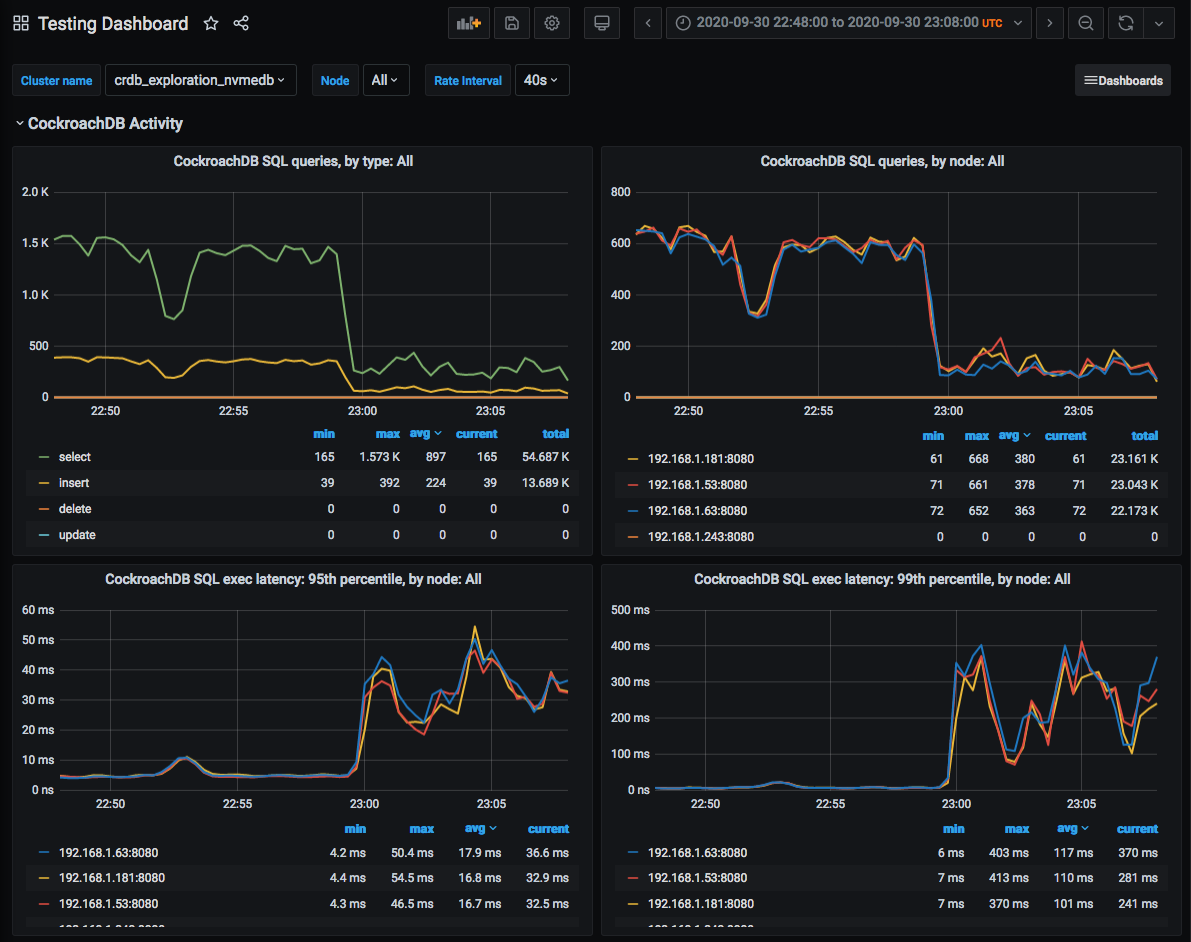 Testing Dashboard
2020-09-30 22:48:00 to 2020-09-30 23:08:00 UTC
Cluster name crdb_exploration_nvmedb Node All Rate Interval 40s Dashboards
CockroachDB Activity
CockroachDB SQL queries, by type: All
2.0 K
1.5 K
1.0 K
500
0
22:50 22:55 23:00 23:05
min max avg current total
select 165 1.573 K 897 165 54.687 K
insert 39 392 224 39 13.689 K
delete 0 0 0 0 0
update 0 0 0 0 0
CockroachDB SQL queries, by node: All
800
600
400
200
0
22:50 22:55 23:00 23:05
min max avg current total
192.168.1.181:8080 61 668 380 61 23.161 K
192.168.1.53:8080 71 661 378 71 23.043 K
192.168.1.63:8080 72 652 363 72 22.173 K
192.168.1.243:8080 0 0 0 0 0
CockroachDB SQL exec latency: 95th percentile, by node: All
60 ms
50 ms
40 ms
30 ms
20 ms
10 ms
0 ns
22:50 22:55 23:00 23:05
min max avg current
192.168.1.63:8080 4.2 ms 50.4 ms 17.9 ms 36.6 ms
192.168.1.181:8080 4.4 ms 54.5 ms 16.8 ms 32.9 ms
192.168.1.53:8080 4.3 ms 46.5 ms 16.7 ms 32.5 ms
CockroachDB SQL exec latency: 99th percentile, by node: All
500 ms
400 ms
300 ms
200 ms
100 ms
0 ns
22:50 22:55 23:00 23:05
min max avg current
192.168.1.63:8080 6 ms 403 ms 117 ms 370 ms
192.168.1.53:8080 7 ms 413 ms 110 ms 281 ms
192.168.1.181:8080 7 ms 370 ms 101 ms 241 ms